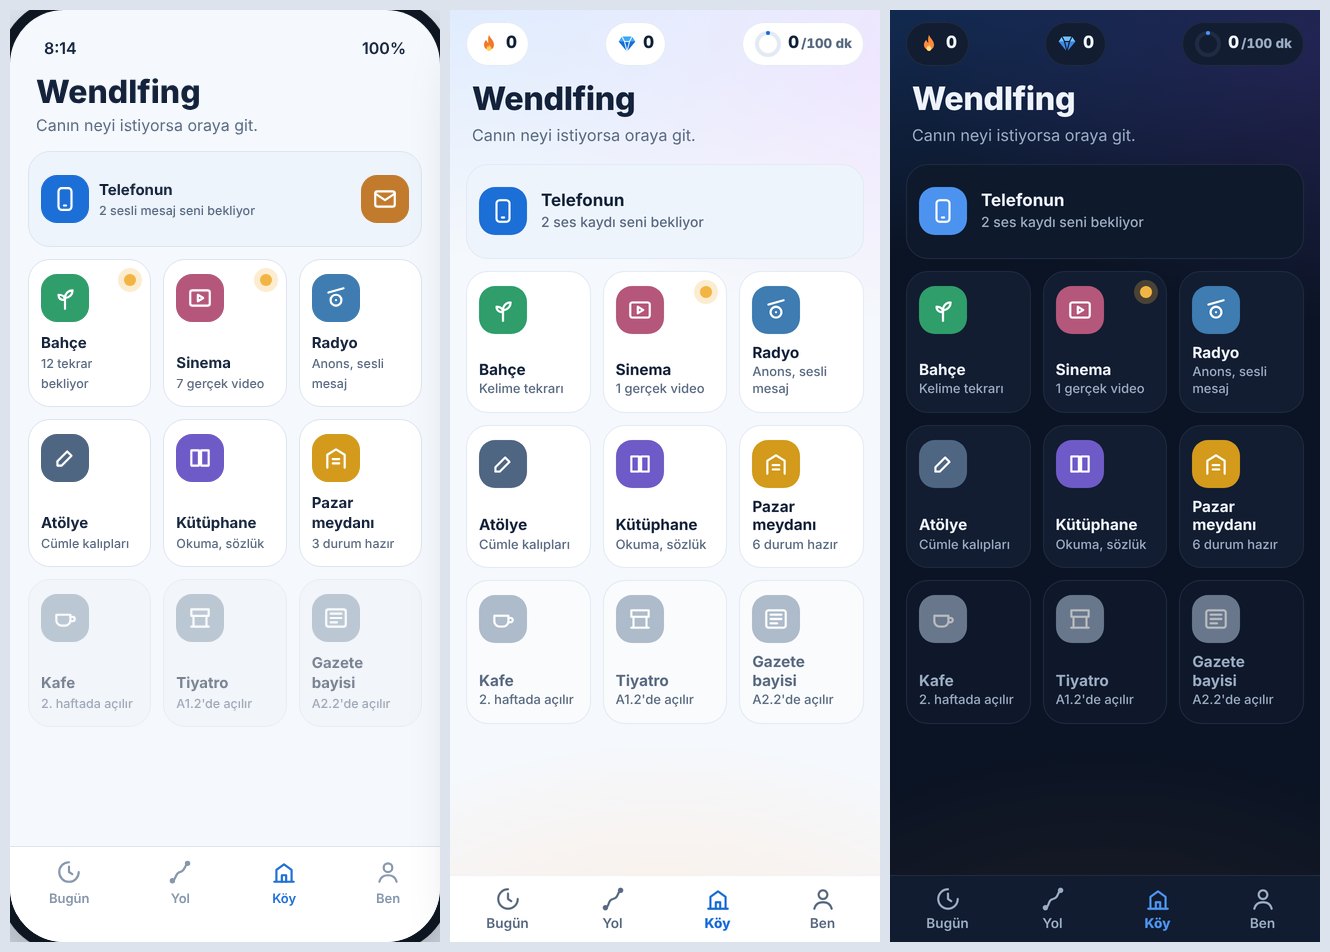 8:14
100%
Wendlfing
Canın neyi istiyorsa oraya git.
Telefonun
2 sesli mesaj seni bekliyor
Bahçe
12 tekrar
bekliyor
Sinema
7 gerçek video
Radyo
Anons, sesli
mesaj
Atölye
Cümle kalıpları
Kütüphane
Okuma, sözlük
Pazar
meydanı
3 durum hazır
Kafe
2. haftada açılır
Tiyatro
A1.2'de açılır
Gazete
bayisi
A2.2'de açılır
Bugün
Yol
Köy
Ben
0
0
0/100 dk
Wendlfing
Canın neyi istiyorsa oraya git.
Telefonun
2 ses kaydı seni bekliyor
Bahçe
Kelime tekrarı
Sinema
1 gerçek video
Radyo
Anons, sesli
mesaj
Atölye
Cümle kalıpları
Kütüphane
Okuma, sözlük
Pazar
meydanı
6 durum hazır
Kafe
2. haftada açılır
Tiyatro
A1.2'de açılır
Gazete
bayisi
A2.2'de açılır
Bugün
Yol
Köy
Ben
0
0
0/100 dk
Wendlfing
Canın neyi istiyorsa oraya git.
Telefonun
2 ses kaydı seni bekliyor
Bahçe
Kelime tekrarı
Sinema
1 gerçek video
Radyo
Anons, sesli
mesaj
Atölye
Cümle kalıpları
Kütüphane
Okuma, sözlük
Pazar
meydanı
6 durum hazır
Kafe
2. haftada açılır
Tiyatro
A1.2'de açılır
Gazete
bayisi
A2.2'de açılır
Bugün
Yol
Köy
Ben